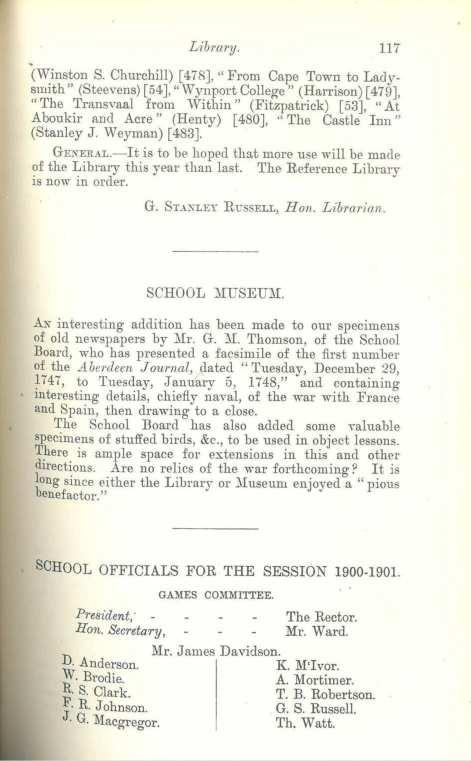 Library. 117
(Winston S. Churchill) [478], "From Cape Town to Lady-
smith" (Steevens) [54], "Wynport College" (Harrison) [479],
"The Transvaal from Within" (Fitzpatrick) [53], "At
Aboukir and Acre" (Henty) [480], "The Castle Inn"
(Stanley J. Weyman) [483].
GENERAL.—It is to be hoped that more use will be made
of the Library this year than last. The Reference Library
is now in order.
G. STANLEY RUSSELL, Hon. Librarian.
SCHOOL MUSEUM.
AN interesting addition has been made to our specimens
of old newspapers by Mr. G. M. Thomson, of the School
Board, who has presented a facsimile of the first number
of the Aberdeen Journal, dated "Tuesday, December 29,
1747, to Tuesday, January 5, 1748," and containing
interesting details, chiefly naval, of the war with France
and Spain, then drawing to a close.
The School Board has also added some valuable
specimens of stuffed birds, &c., to be used in object lessons.
There is ample space for extensions in this and other
directions. Are no relics of the war forthcoming? It is
long since either the Library or Museum enjoyed a "pious
benefactor."
SCHOOL OFFICIALS FOR THE SESSION 1900-1901.
GAMES COMMITTEE.
President, - - - - The Rector.
Hon. Secretary, - - - Mr. Ward.
Mr. James Davidson.
D. Anderson. K. M'Ivor.
W. Brodie. A. Mortimer.
R. S. Clark. T. B. Robertson.
F. R. Johnson. G. S. Russell.
J. G. Macgregor. Th. Watt.